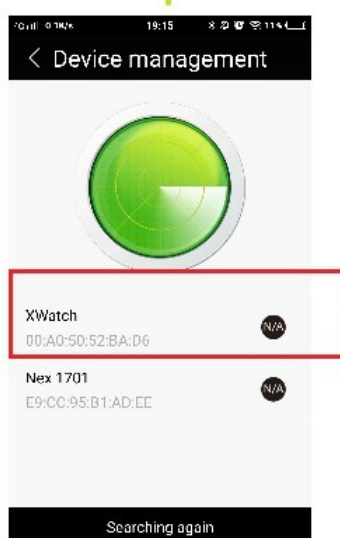 19:15
11%
Device management
XWatch
N/A
00:A0:50:52:BA:D6
Nex 1701
N/A
E9:CC:95:B1:AD:EE
Searching again